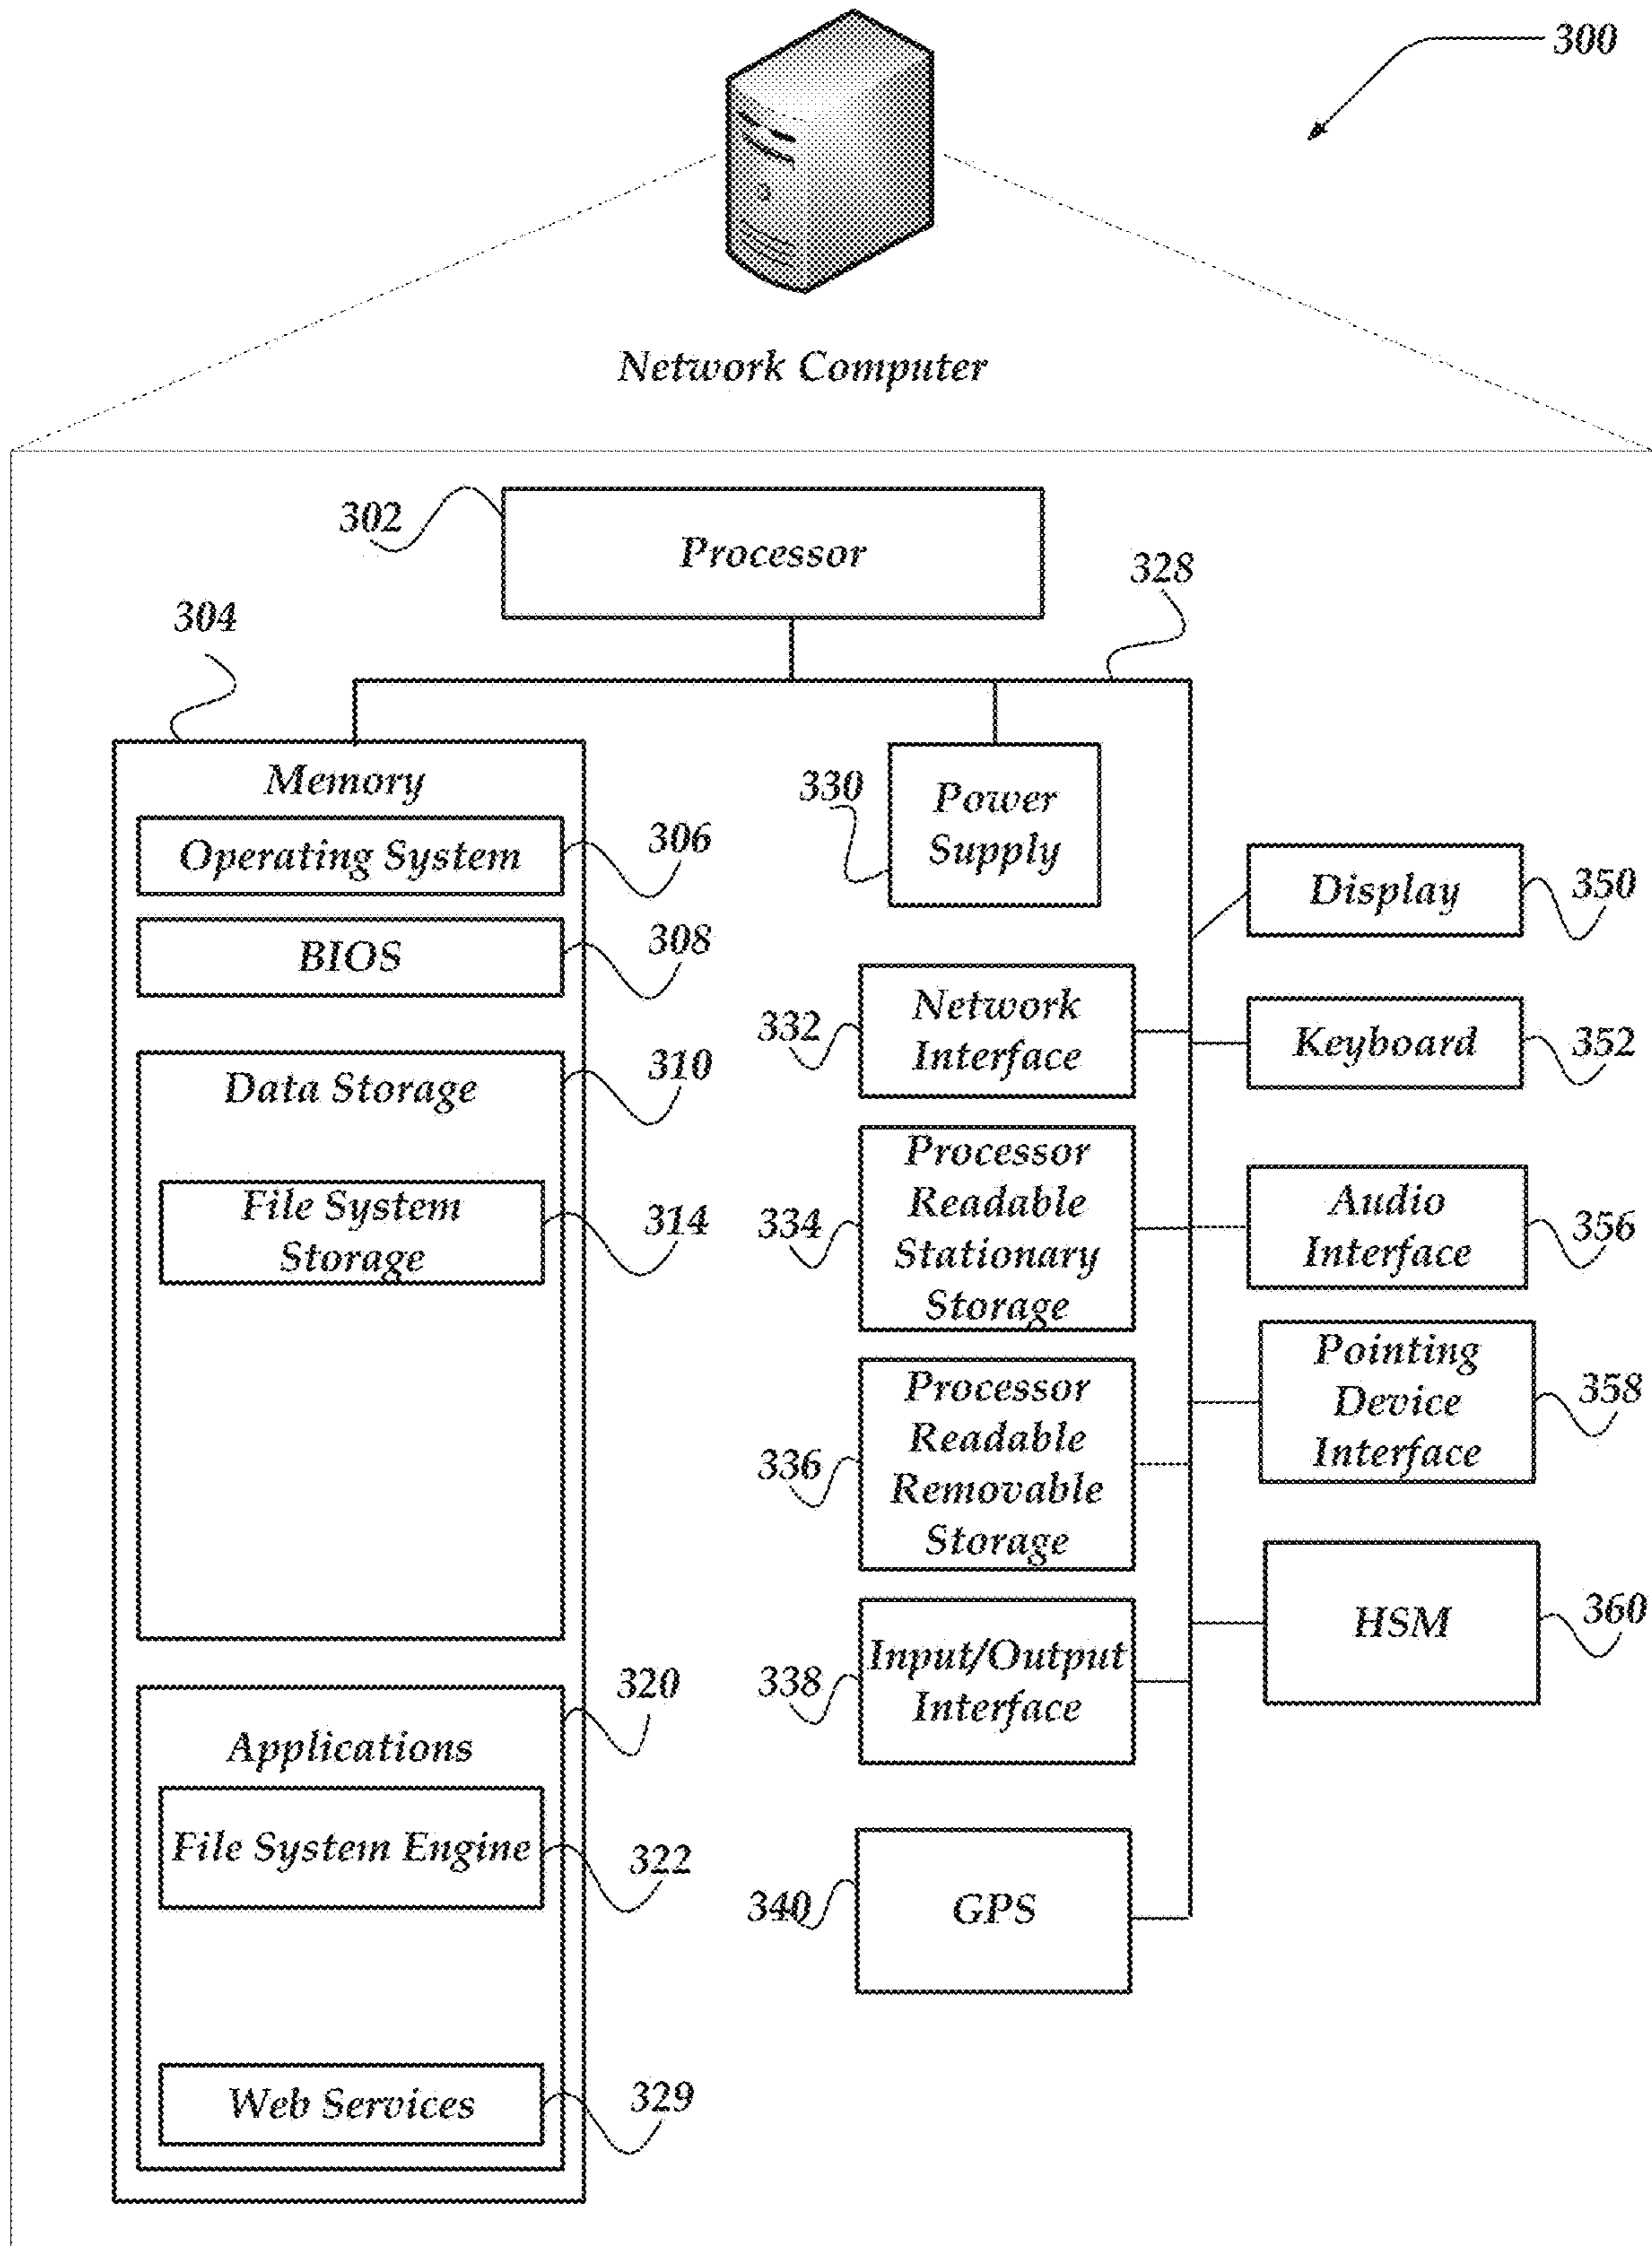 300
Network Computer
302
Processor
328
304
Memory
Operating System
306
BIOS
308
Data Storage
310
File System
Storage
314
Applications
320
File System Engine
322
Web Services
329
330
Power
Supply
332
Network
Interface
334
Processor
Readable
Stationary
Storage
336
Processor
Readable
Removable
Storage
338
Input/Output
Interface
340
GPS
Display
350
Keyboard
352
Audio
Interface
356
Pointing
Device
Interface
358
HSM
360